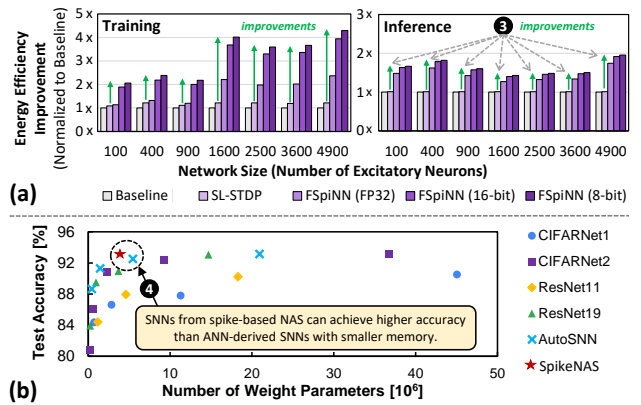 Energy Efficiency
Improvement
(Normalized to Baseline)
Training
improvements
5 x
4 x
3 x
2 x
1 x
0 x
Inference
3
improvements
3 x
2 x
1 x
0 x
100 400 900 1600 2500 3600 4900
100 400 900 1600 2500 3600 4900
Network Size (Number of Excitatory Neurons)
(a)
Baseline SL-STDP FSpiNN (FP32) FSpiNN (16-bit) FSpiNN (8-bit)
Test Accuracy [%]
96
92
88
84
80
4
SNNs from spike-based NAS can achieve higher accuracy
than ANN-derived SNNs with smaller memory.
0 10 20 30 40 50
Number of Weight Parameters [10⁶]
CIFARNet1
CIFARNet2
ResNet11
ResNet19
AutoSNN
SpikeNAS
(b)